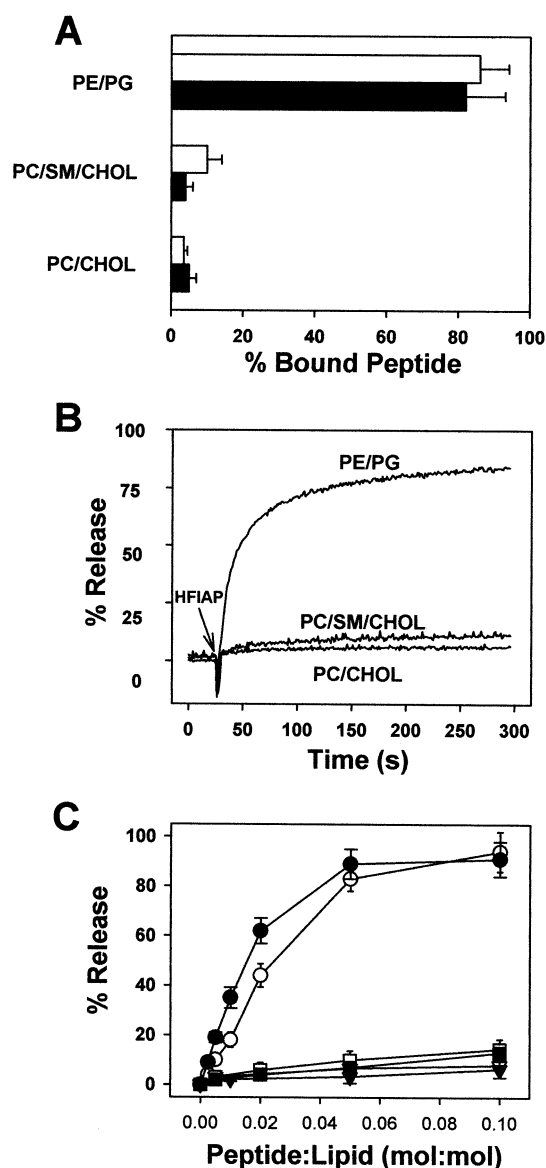 A
PE/PG
PC/SM/CHOL
PC/CHOL
0 20 40 60 80 100
% Bound Peptide
B
100
75
50
25
0
% Release
PE/PG
HFIAP
PC/SM/CHOL
PC/CHOL
0 50 100 150 200 250 300
Time (s)
C
100
80
60
40
20
0
% Release
0.00 0.02 0.04 0.06 0.08 0.10
Peptide:Lipid (mol:mol)